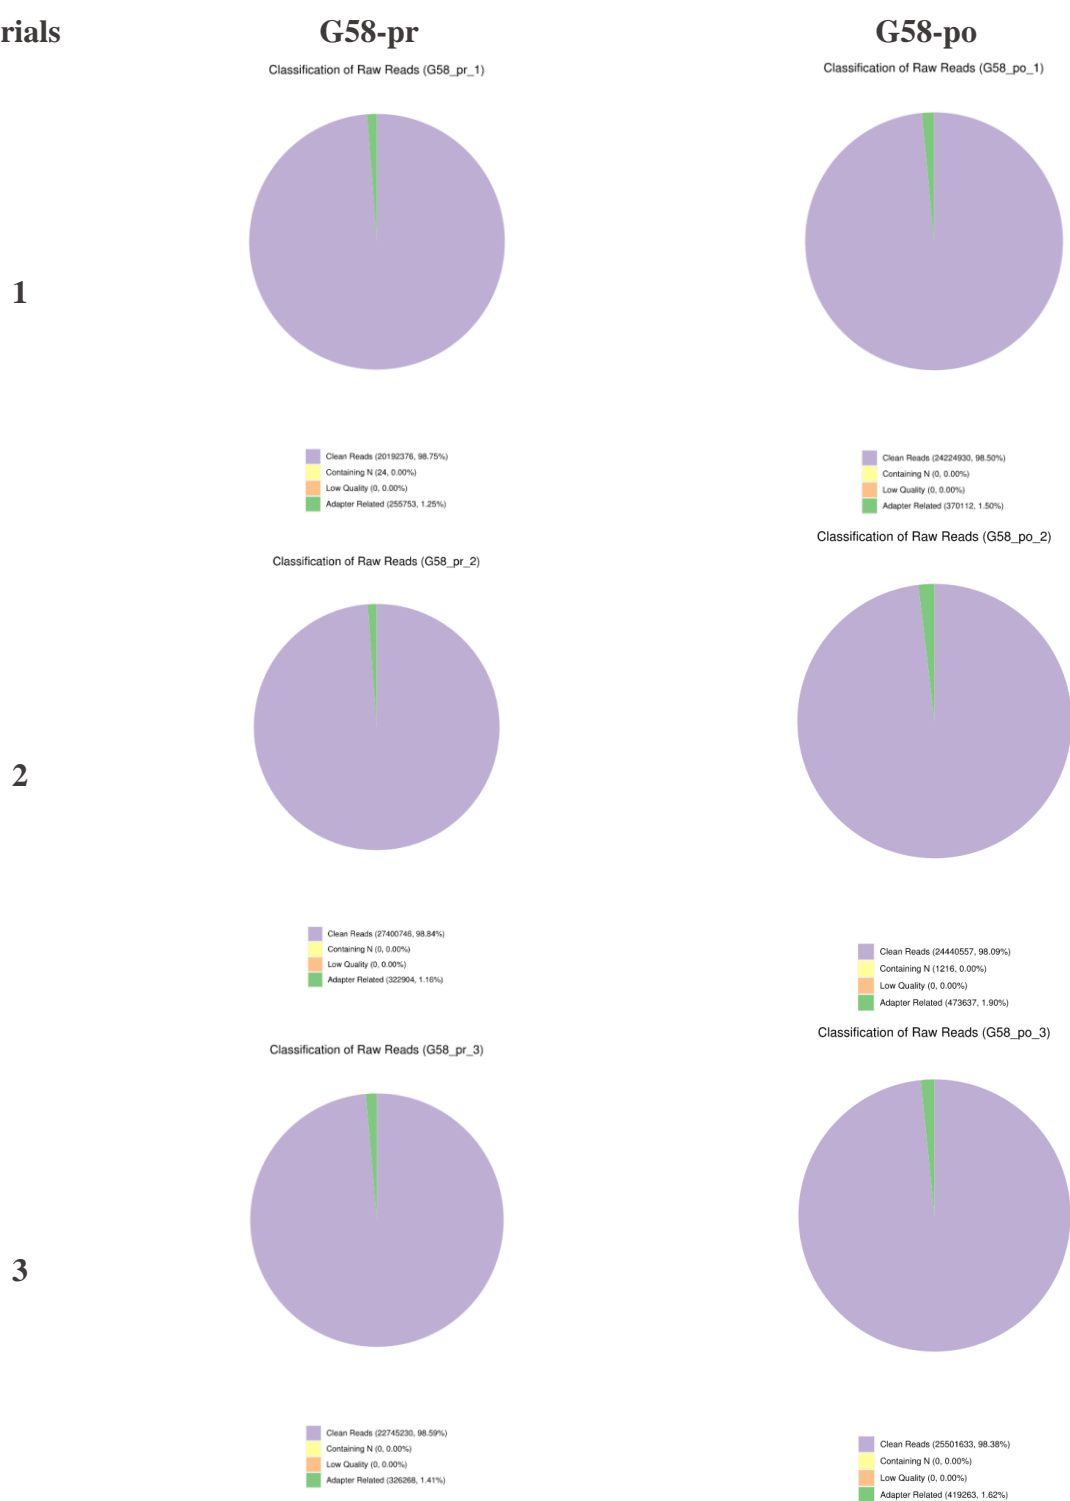 rials G58-pr G58-po
Classification of Raw Reads (G58_pr_1)
Clean Reads (20192376, 98.75%)
Containing N (24, 0.00%)
Low Quality (0, 0.00%)
Adapter Related (255753, 1.25%)
Classification of Raw Reads (G58_po_1)
Clean Reads (24224930, 98.50%)
Containing N (0, 0.00%)
Low Quality (0, 0.00%)
Adapter Related (370112, 1.50%)
1
Classification of Raw Reads (G58_pr_2)
Clean Reads (27400746, 98.84%)
Containing N (0, 0.00%)
Low Quality (0, 0.00%)
Adapter Related (322904, 1.16%)
Classification of Raw Reads (G58_po_2)
Clean Reads (24440557, 98.09%)
Containing N (1216, 0.00%)
Low Quality (0, 0.00%)
Adapter Related (473637, 1.90%)
2
Classification of Raw Reads (G58_pr_3)
Clean Reads (22745230, 98.59%)
Containing N (0, 0.00%)
Low Quality (0, 0.00%)
Adapter Related (326268, 1.41%)
Classification of Raw Reads (G58_po_3)
Clean Reads (25501633, 98.38%)
Containing N (0, 0.00%)
Low Quality (0, 0.00%)
Adapter Related (419263, 1.62%)
3